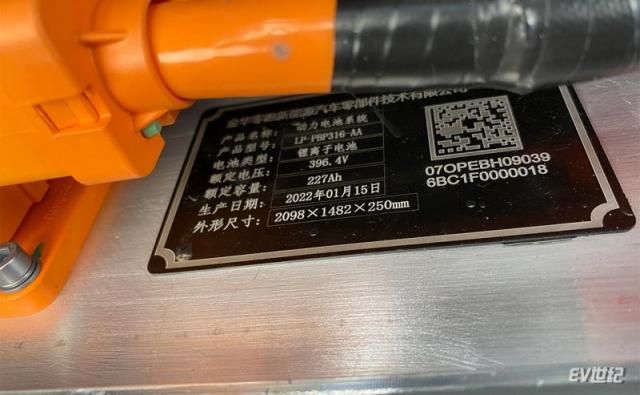 金华零跑新能源汽车零部件技术有限公司
产品名称: 动力电池系统
产品型号: LP-PBP316-AA
电池类型: 锂离子电池
额定电压: 396.4V
额定容量: 227Ah
生产日期: 2022年01月15日
外形尺寸: 2098×1482×250mm
07OPEBH09039
6BC1F0000018
EV世纪